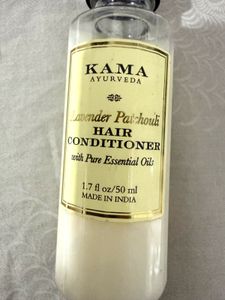 KAMA
AYURVEDA
Lavender Patchouli
HAIR
CONDITIONER
with Pure Essential Oils
1.7 fl oz/50 ml
MADE IN INDIA